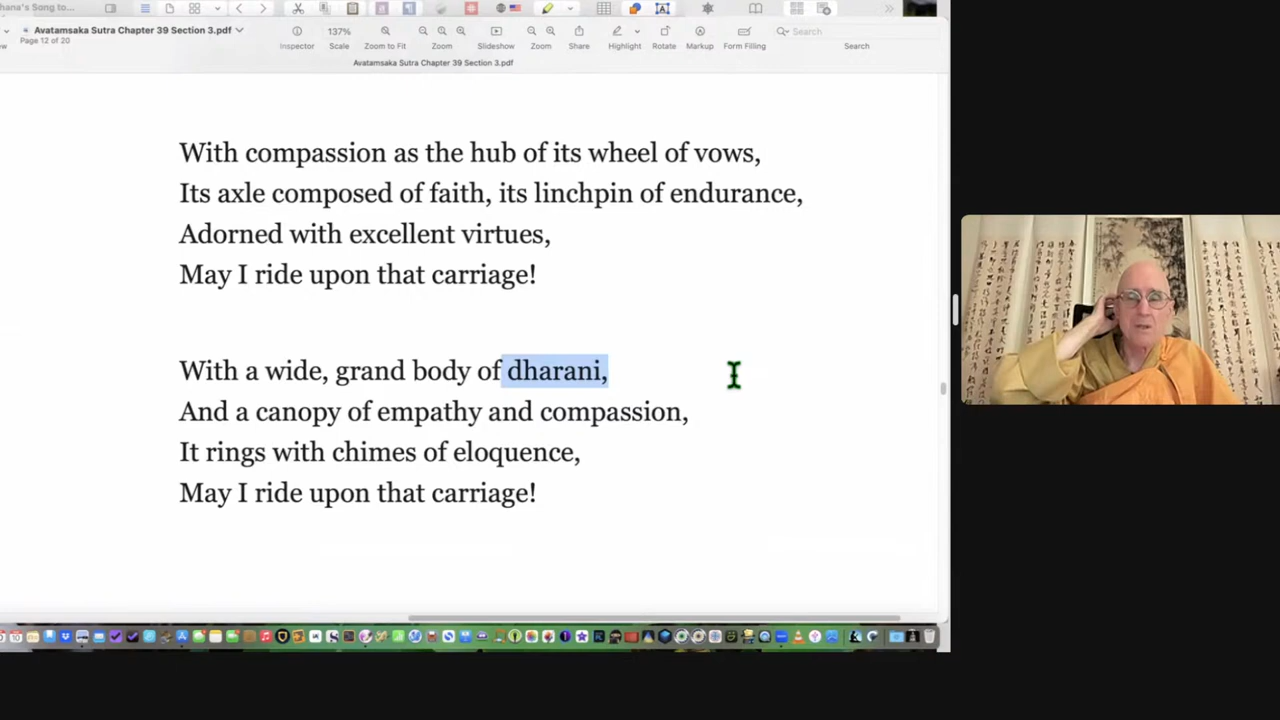 hana's Song to...
Avatamsaka Sutra Chapter 39 Section 3.pdf
Page 12 of 20
137%
Search
Inspector
Scale
Zoom to Fit
Zoom
Slideshow
Zoom
Share
Highlight
Rotate
Markup
Form Filling
Search
Avatamsaka Sutra Chapter 39 Section 3.pdf
With compassion as the hub of its wheel of vows,
Its axle composed of faith, its linchpin of endurance,
Adorned with excellent virtues,
May I ride upon that carriage!
With a wide, grand body of dharani,
And a canopy of empathy and compassion,
It rings with chimes of eloquence,
May I ride upon that carriage!